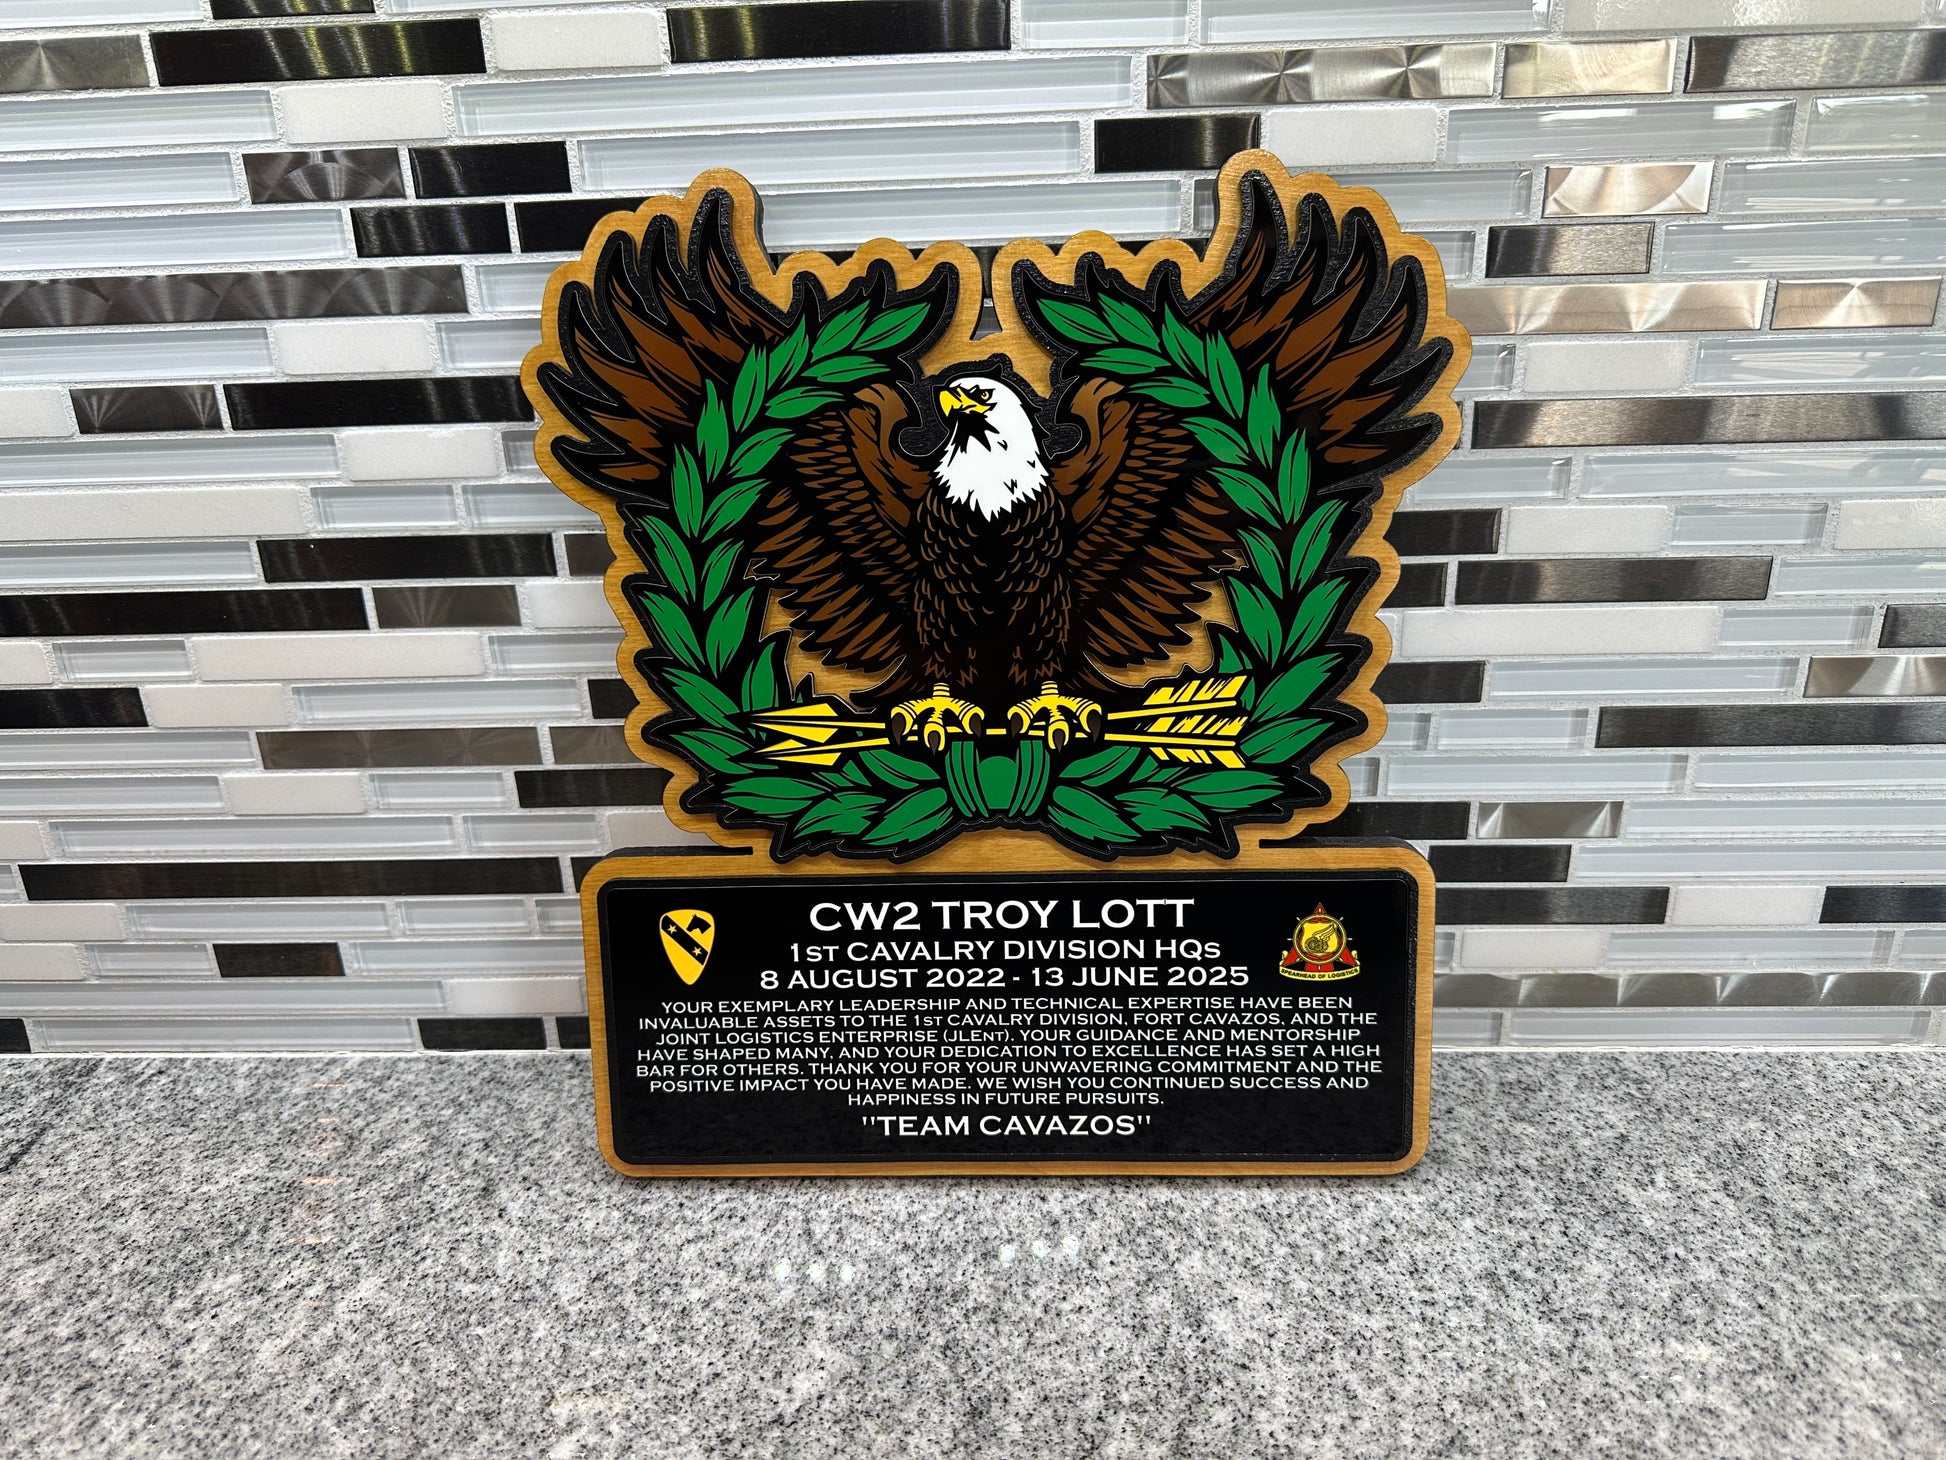 CW2 TROY LOTT
1ST CAVALRY DIVISION HQs
8 AUGUST 2022 - 13 JUNE 2025
SPEARHEAD OF LOGISTICS
YOUR EXEMPLARY LEADERSHIP AND TECHNICAL EXPERTISE HAVE BEEN
INVALUABLE ASSETS TO THE 1ST CAVALRY DIVISION, FORT CAVAZOS, AND THE
JOINT LOGISTICS ENTERPRISE (JLENT). YOUR GUIDANCE AND MENTORSHIP
HAVE SHAPED MANY, AND YOUR DEDICATION TO EXCELLENCE HAS SET A HIGH
BAR FOR OTHERS. THANK YOU FOR YOUR UNWAVERING COMMITMENT AND THE
POSITIVE IMPACT YOU HAVE MADE. WE WISH YOU CONTINUED SUCCESS AND
HAPPINESS IN FUTURE PURSUITS.
"TEAM CAVAZOS"